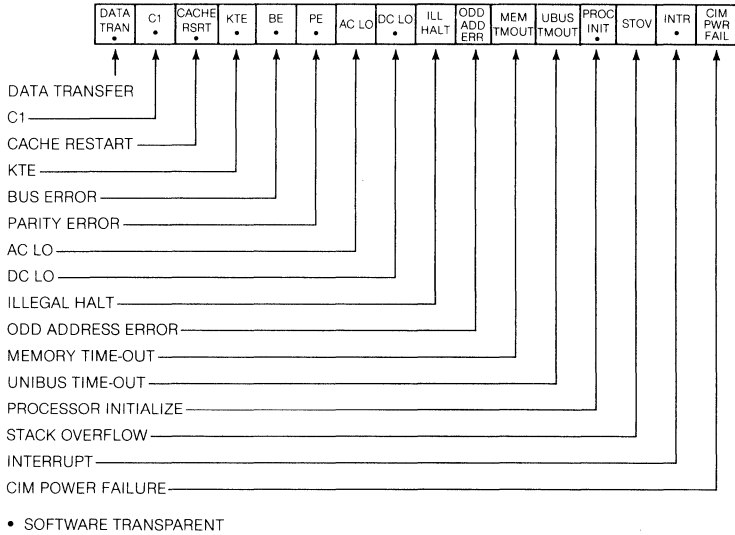 DATA TRAN • C1 • CACHE RSRT • KTE • BE • PE • AC LO DC LO • ILL HALT ODD ADD ERR MEM TMOUT UBUS TMOUT PROC INIT • STOV INTR • CIM PWR FAIL
DATA TRANSFER
C1
CACHE RESTART
KTE
BUS ERROR
PARITY ERROR
AC LO
DC LO
ILLEGAL HALT
ODD ADDRESS ERROR
MEMORY TIME-OUT
UNIBUS TIME-OUT
PROCESSOR INITIALIZE
STACK OVERFLOW
INTERRUPT
CIM POWER FAILURE
• SOFTWARE TRANSPARENT